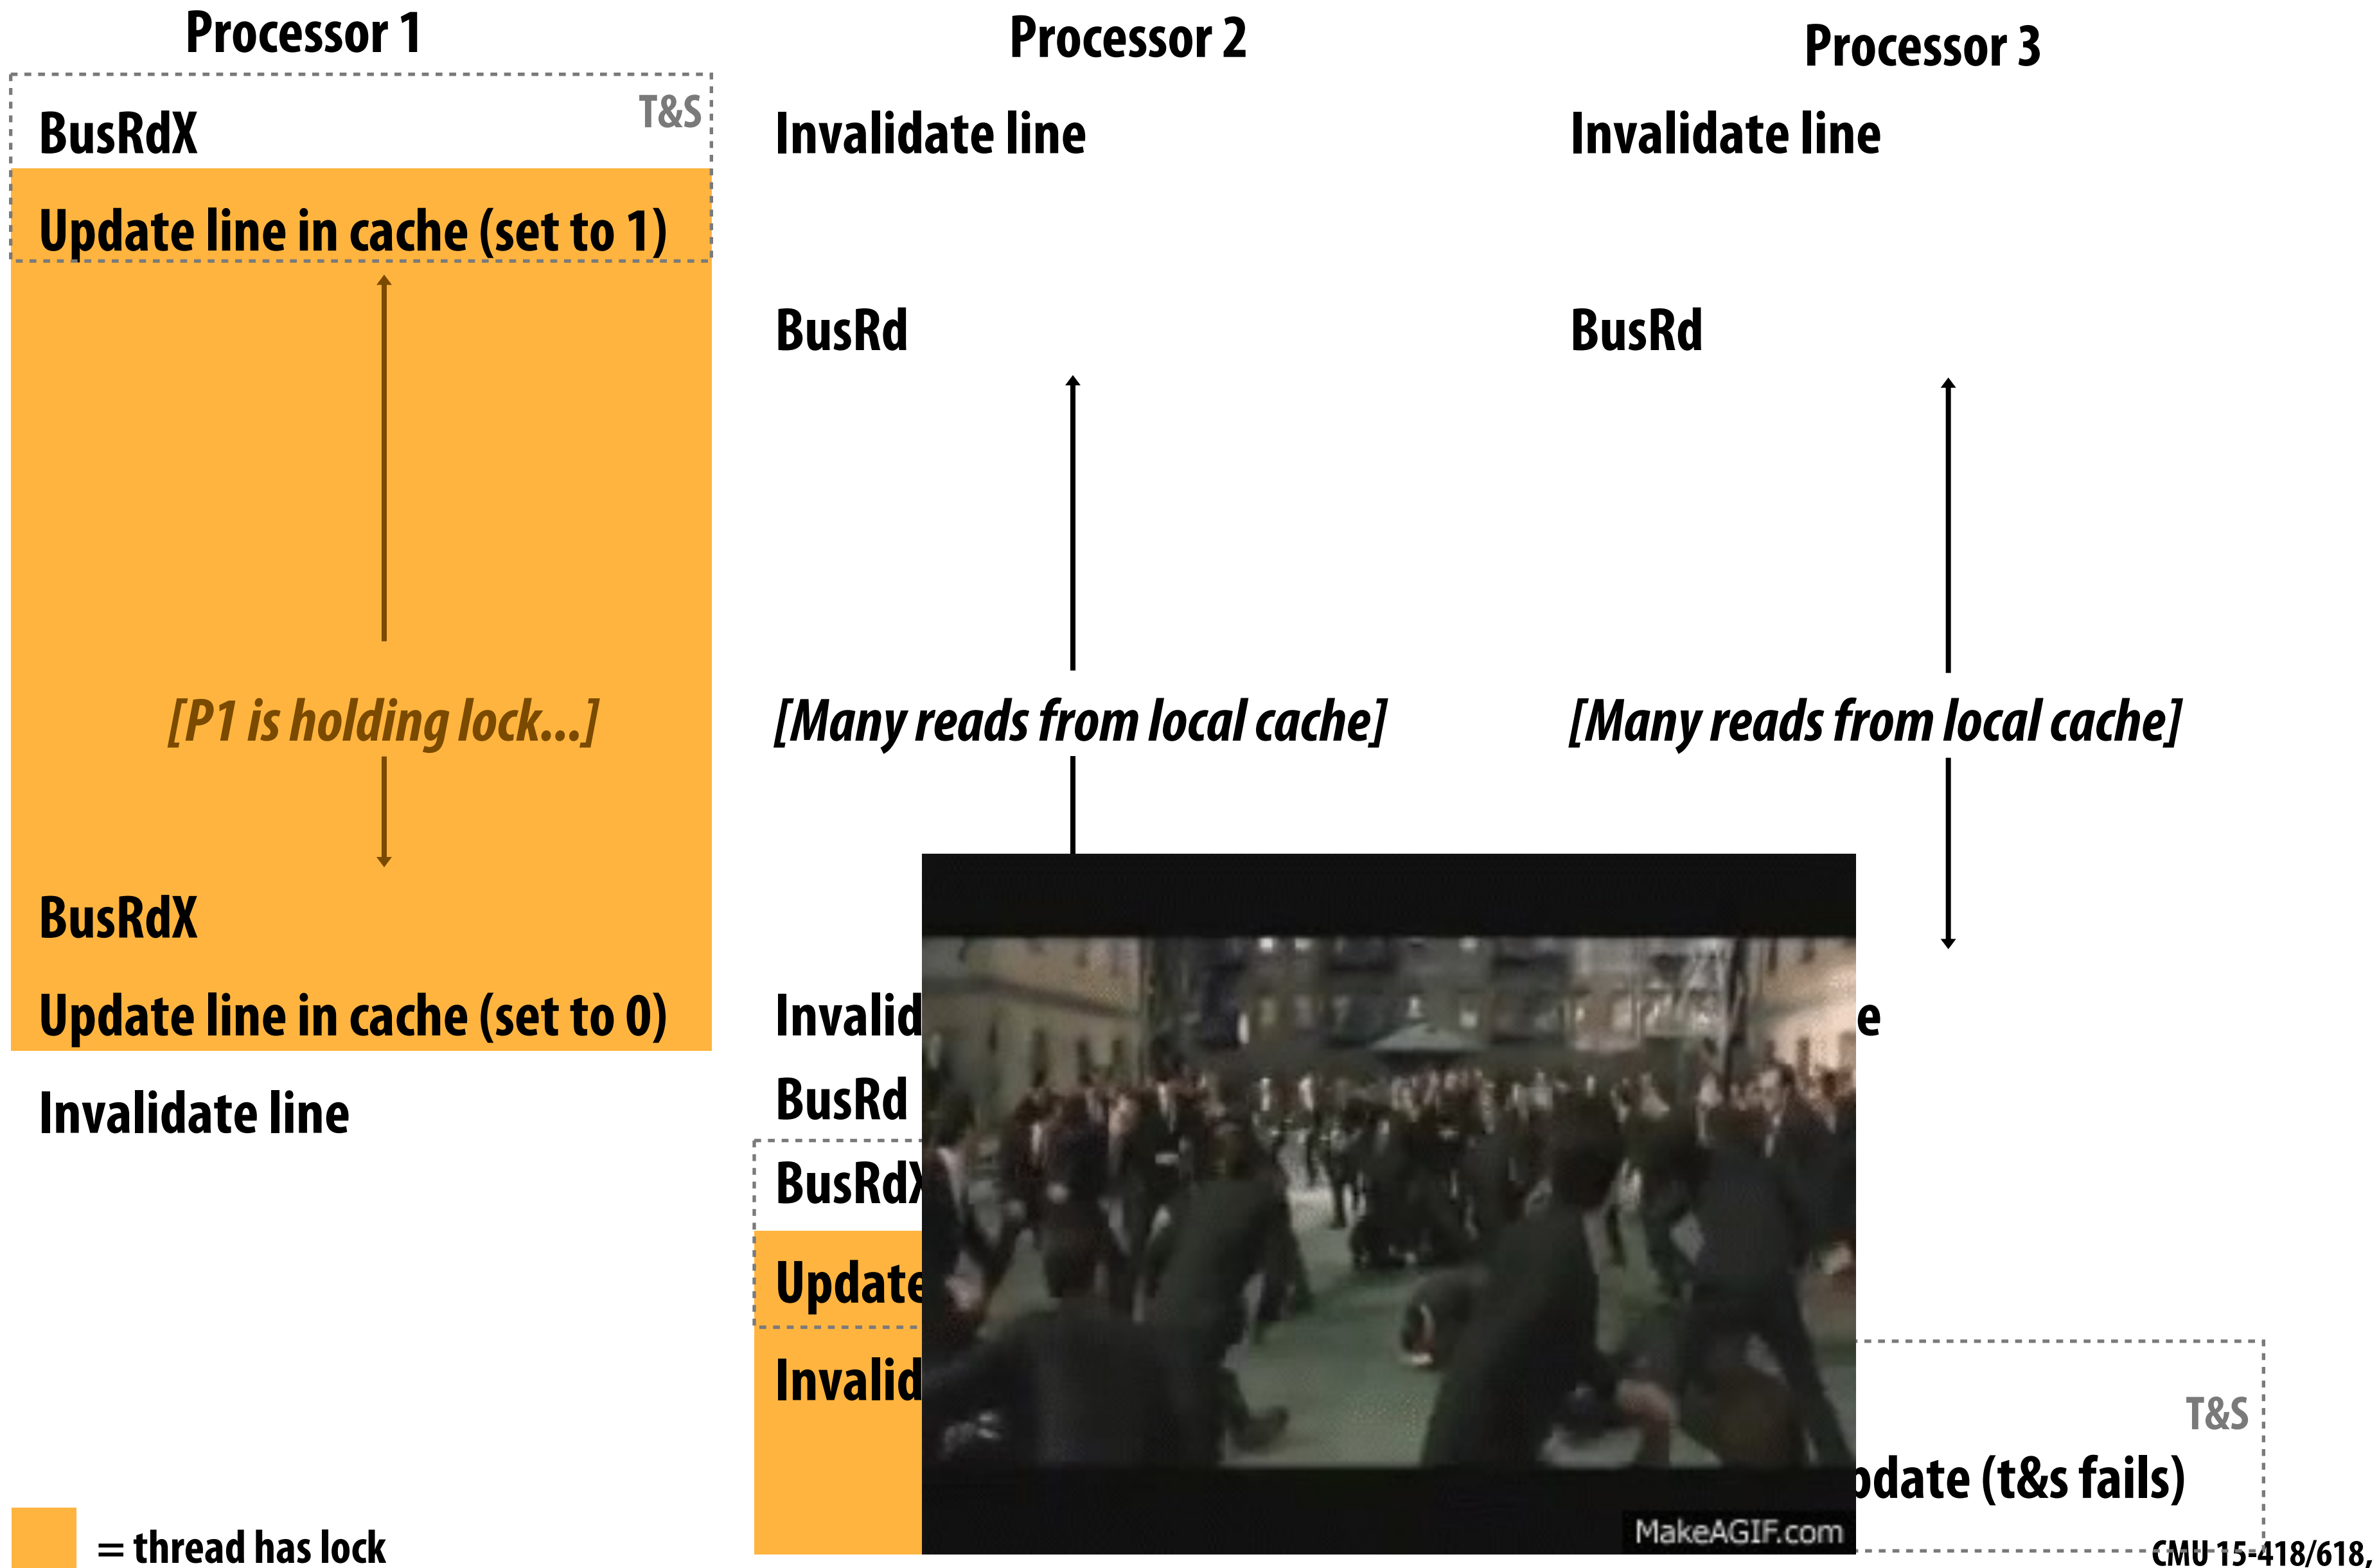 Processor 1
BusRdX
T&S
Update line in cache (set to 1)
[P1 is holding lock...]
BusRdX
Update line in cache (set to 0)
Invalidate line
= thread has lock
Processor 2
Invalidate line
BusRd
[Many reads from local cache]
Invalid
BusRd
BusRdX
Update
Invalid
MakeAGIF.com
Processor 3
Invalidate line
BusRd
[Many reads from local cache]
e
T&S
pdate (t&s fails)
CMU 15-418/618,